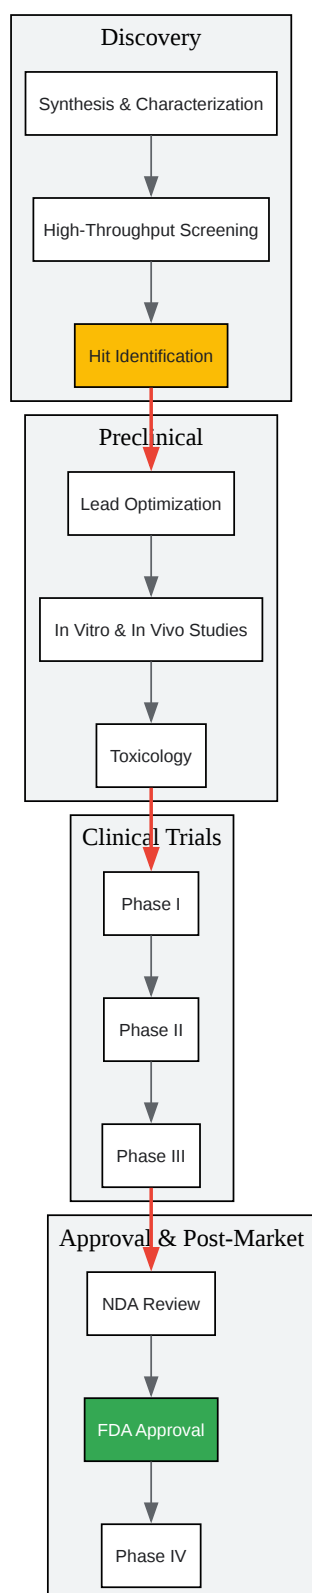 Discovery
Synthesis & Characterization
High-Throughput Screening
Hit Identification
Preclinical
Lead Optimization
In Vitro & In Vivo Studies
Toxicology
Clinical Trials
Phase I
Phase II
Phase III
Approval & Post-Market
NDA Review
FDA Approval
Phase IV